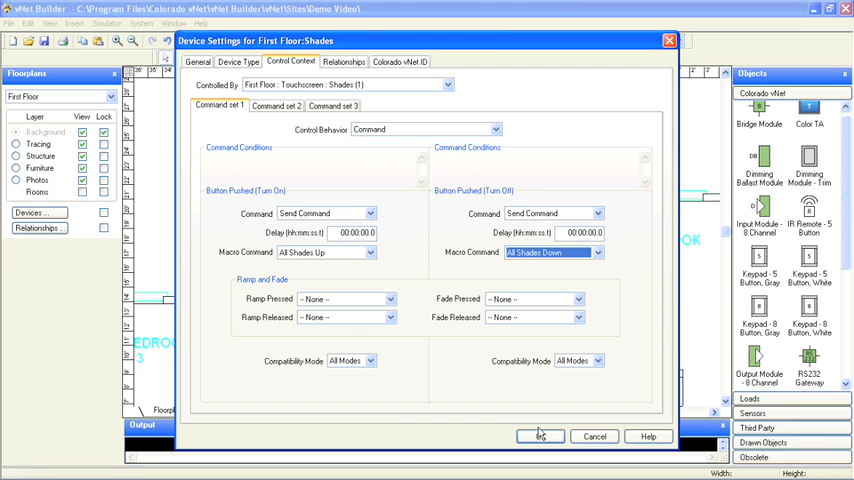 vNet Builder - C:\Program Files\Colorado vNet\vNet Builder\Sites\Demo Video\
File Edit View Insert Simulator System Window Help
Device Settings for First Floor:Shades
General Device Type Control Context Relationships Colorado vNet ID
Controlled By First Floor : Touchscreen : Shades (1)
Command set 1 Command set 2 Command set 3
Control Behavior Command
Command Conditions Command Conditions
Button Pushed (Turn On) Button Pushed (Turn Off)
Command Send Command Command Send Command
Delay (hh:mm:ss.t) 00:00:00.0 Delay (hh:mm:ss.t) 00:00:00.0
Macro Command All Shades Up Macro Command All Shades Down
Ramp and Fade
Ramp Pressed -- None -- Fade Pressed -- None --
Ramp Released -- None -- Fade Released -- None --
Compatibility Mode All Modes Compatibility Mode All Modes
Cancel Help
Floorplans
First Floor
Layer View Lock
Background
Tracing
Structure
Furniture
Photos
Rooms
Devices ...
Relationships ...
3
Output
Objects
Colorado vNet
Bridge Module Color TA
Dimming Ballast Module Dimming Module - Trim
Input Module - 8 Channel IR Remote - 5 Button
Keypad - 5 Button, Gray Keypad - 5 Button, White
Keypad - 8 Button, Gray Keypad - 8 Button, White
Output Module - 8 Channel RS232 Gateway
Loads
Sensors
Third Party
Drawn Objects
Obsolete
Width: Height: